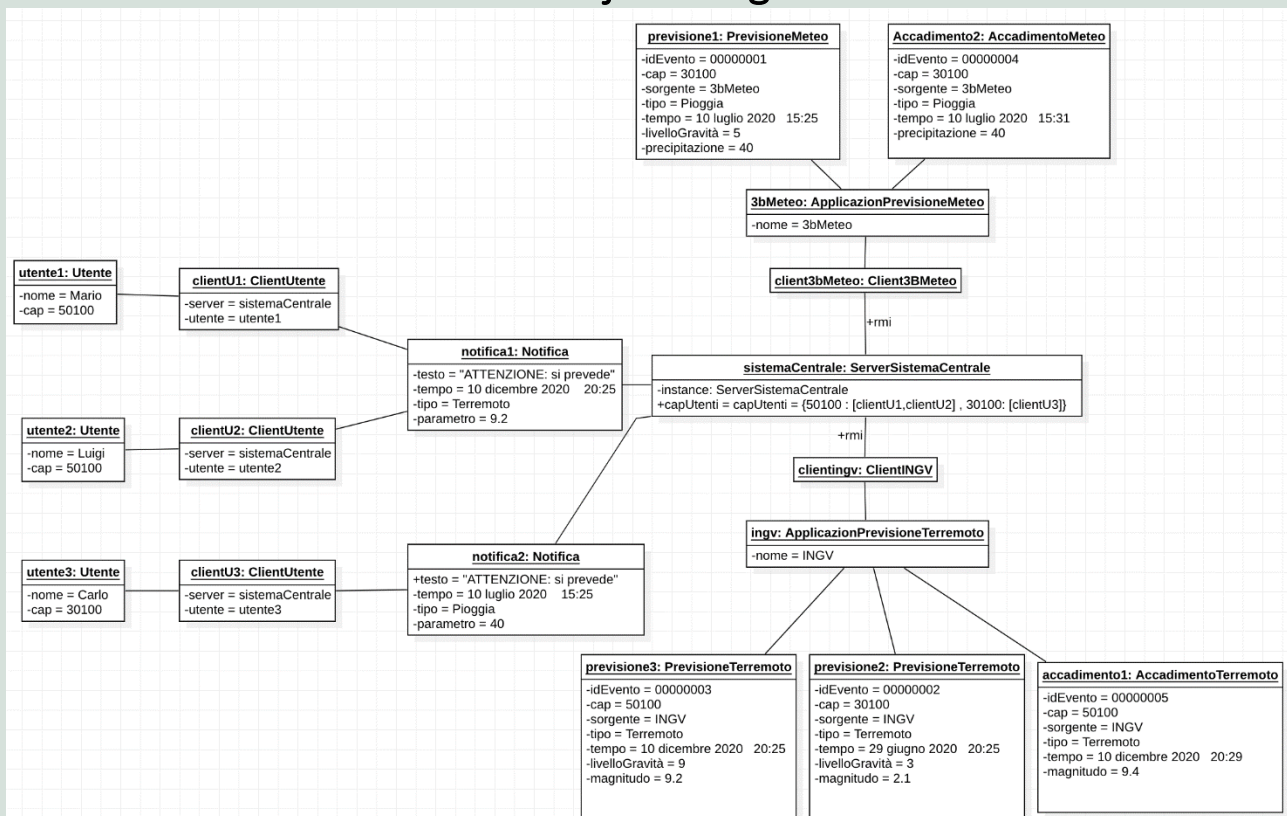 previsione1: PrevisioneMeteo
-idEvento = 00000001
-cap = 30100
-sorgente = 3bMeteo
-tipo = Pioggia
-tempo = 10 luglio 2020   15:25
-livelloGravità = 5
-precipitazione = 40
Accadimento2: AccadimentoMeteo
-idEvento = 00000004
-cap = 30100
-sorgente = 3bMeteo
-tipo = Pioggia
-tempo = 10 luglio 2020   15:31
-precipitazione = 40
3bMeteo: ApplicazionPrevisioneMeteo
-nome = 3bMeteo
client3bMeteo: Client3BMeteo
+rmi
utente1: Utente
-nome = Mario
-cap = 50100
clientU1: ClientUtente
-server = sistemaCentrale
-utente = utente1
notifica1: Notifica
-testo = "ATTENZIONE: si prevede"
-tempo = 10 dicembre 2020    20:25
-tipo = Terremoto
-parametro = 9.2
sistemaCentrale: ServerSistemaCentrale
-instance: ServerSistemaCentrale
+capUtenti = capUtenti = {50100 : [clientU1,clientU2] , 30100: [clientU3]}
utente2: Utente
-nome = Luigi
-cap = 50100
clientU2: ClientUtente
-server = sistemaCentrale
-utente = utente2
+rmi
clientingv: ClientINGV
ingv: ApplicazionPrevisioneTerremoto
-nome = INGV
utente3: Utente
-nome = Carlo
-cap = 30100
clientU3: ClientUtente
-server = sistemaCentrale
-utente = utente3
notifica2: Notifica
+testo = "ATTENZIONE: si prevede"
-tempo = 10 luglio 2020    15:25
-tipo = Pioggia
-parametro = 40
previsione3: PrevisioneTerremoto
-idEvento = 00000003
-cap = 50100
-sorgente = INGV
-tipo = Terremoto
-tempo = 10 dicembre 2020   20:25
-livelloGravità = 9
-magnitudo = 9.2
previsione2: PrevisioneTerremoto
-idEvento = 00000002
-cap = 30100
-sorgente = INGV
-tipo = Terremoto
-tempo = 29 giugno 2020   20:25
-livelloGravità = 3
-magnitudo = 2.1
accadimento1: AccadimentoTerremoto
-idEvento = 00000005
-cap = 50100
-sorgente = INGV
-tipo = Terremoto
-tempo = 10 dicembre 2020   20:29
-magnitudo = 9.4